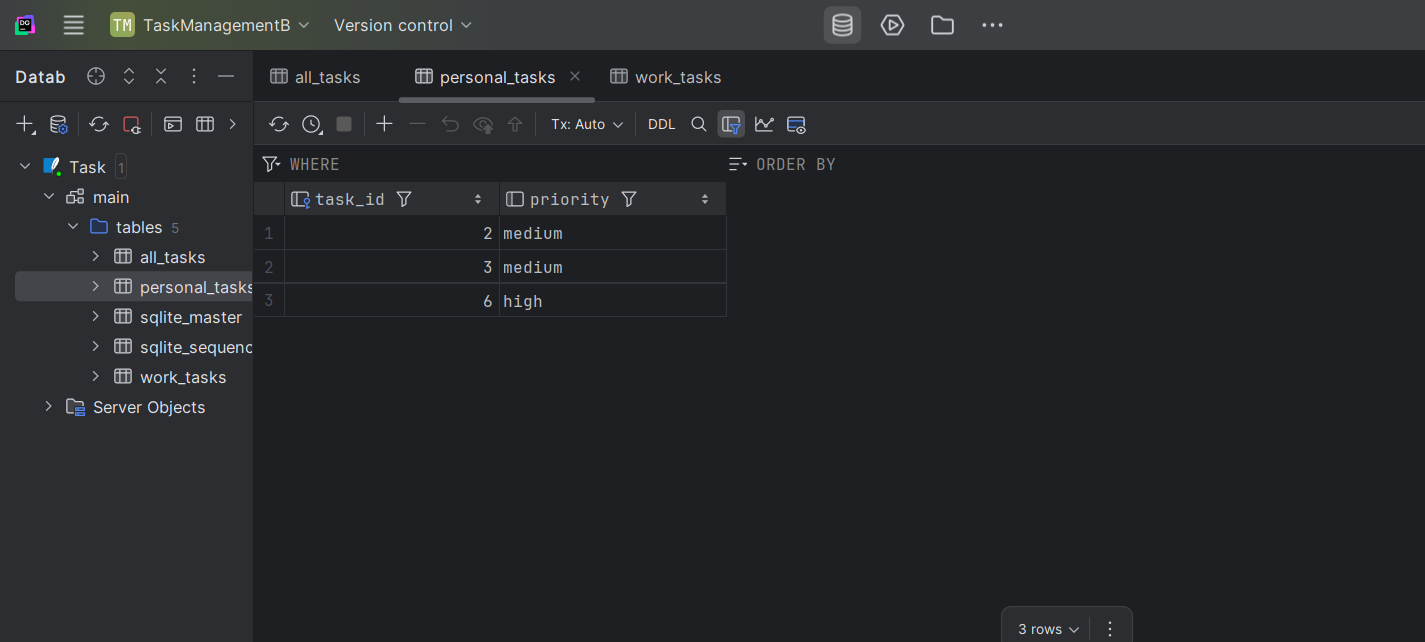 DG TM TaskManagementB Version control
Datab
all_tasks personal_tasks work_tasks
Tx: Auto DDL
Task 1
main
tables 5
all_tasks
personal_tasks
sqlite_master
sqlite_sequenc
work_tasks
Server Objects
WHERE ORDER BY
task_id priority
1 2 medium
2 3 medium
3 6 high
3 rows